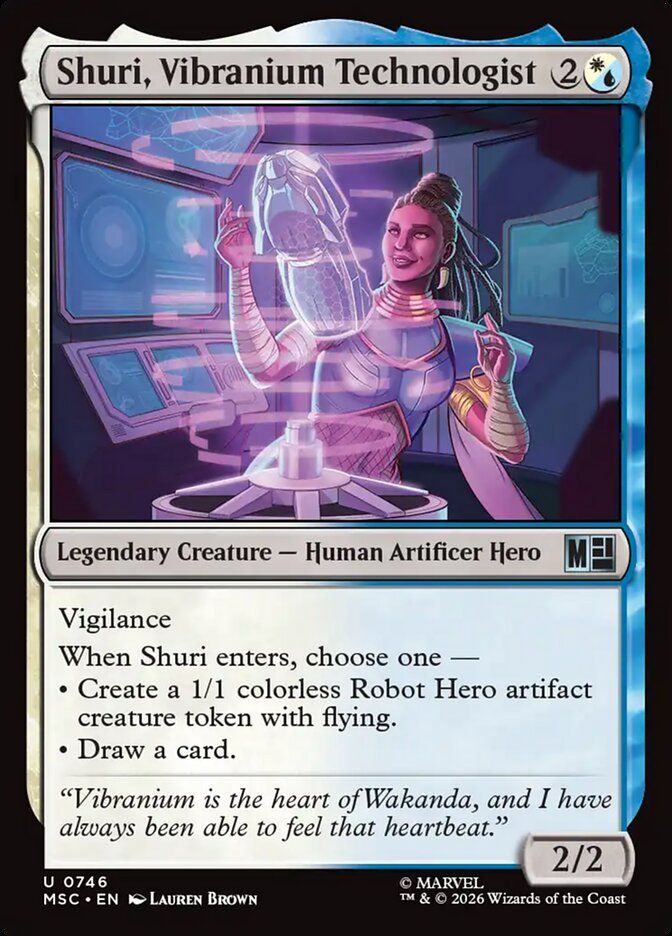 Shuri, Vibranium Technologist 2
Legendary Creature — Human Artificer Hero
Vigilance
When Shuri enters, choose one —
• Create a 1/1 colorless Robot Hero artifact
creature token with flying.
• Draw a card.
“Vibranium is the heart of Wakanda, and I have
always been able to feel that heartbeat.”
2/2
U 0746
MSC • EN Lauren Brown
© MARVEL
™ & © 2026 Wizards of the Coast